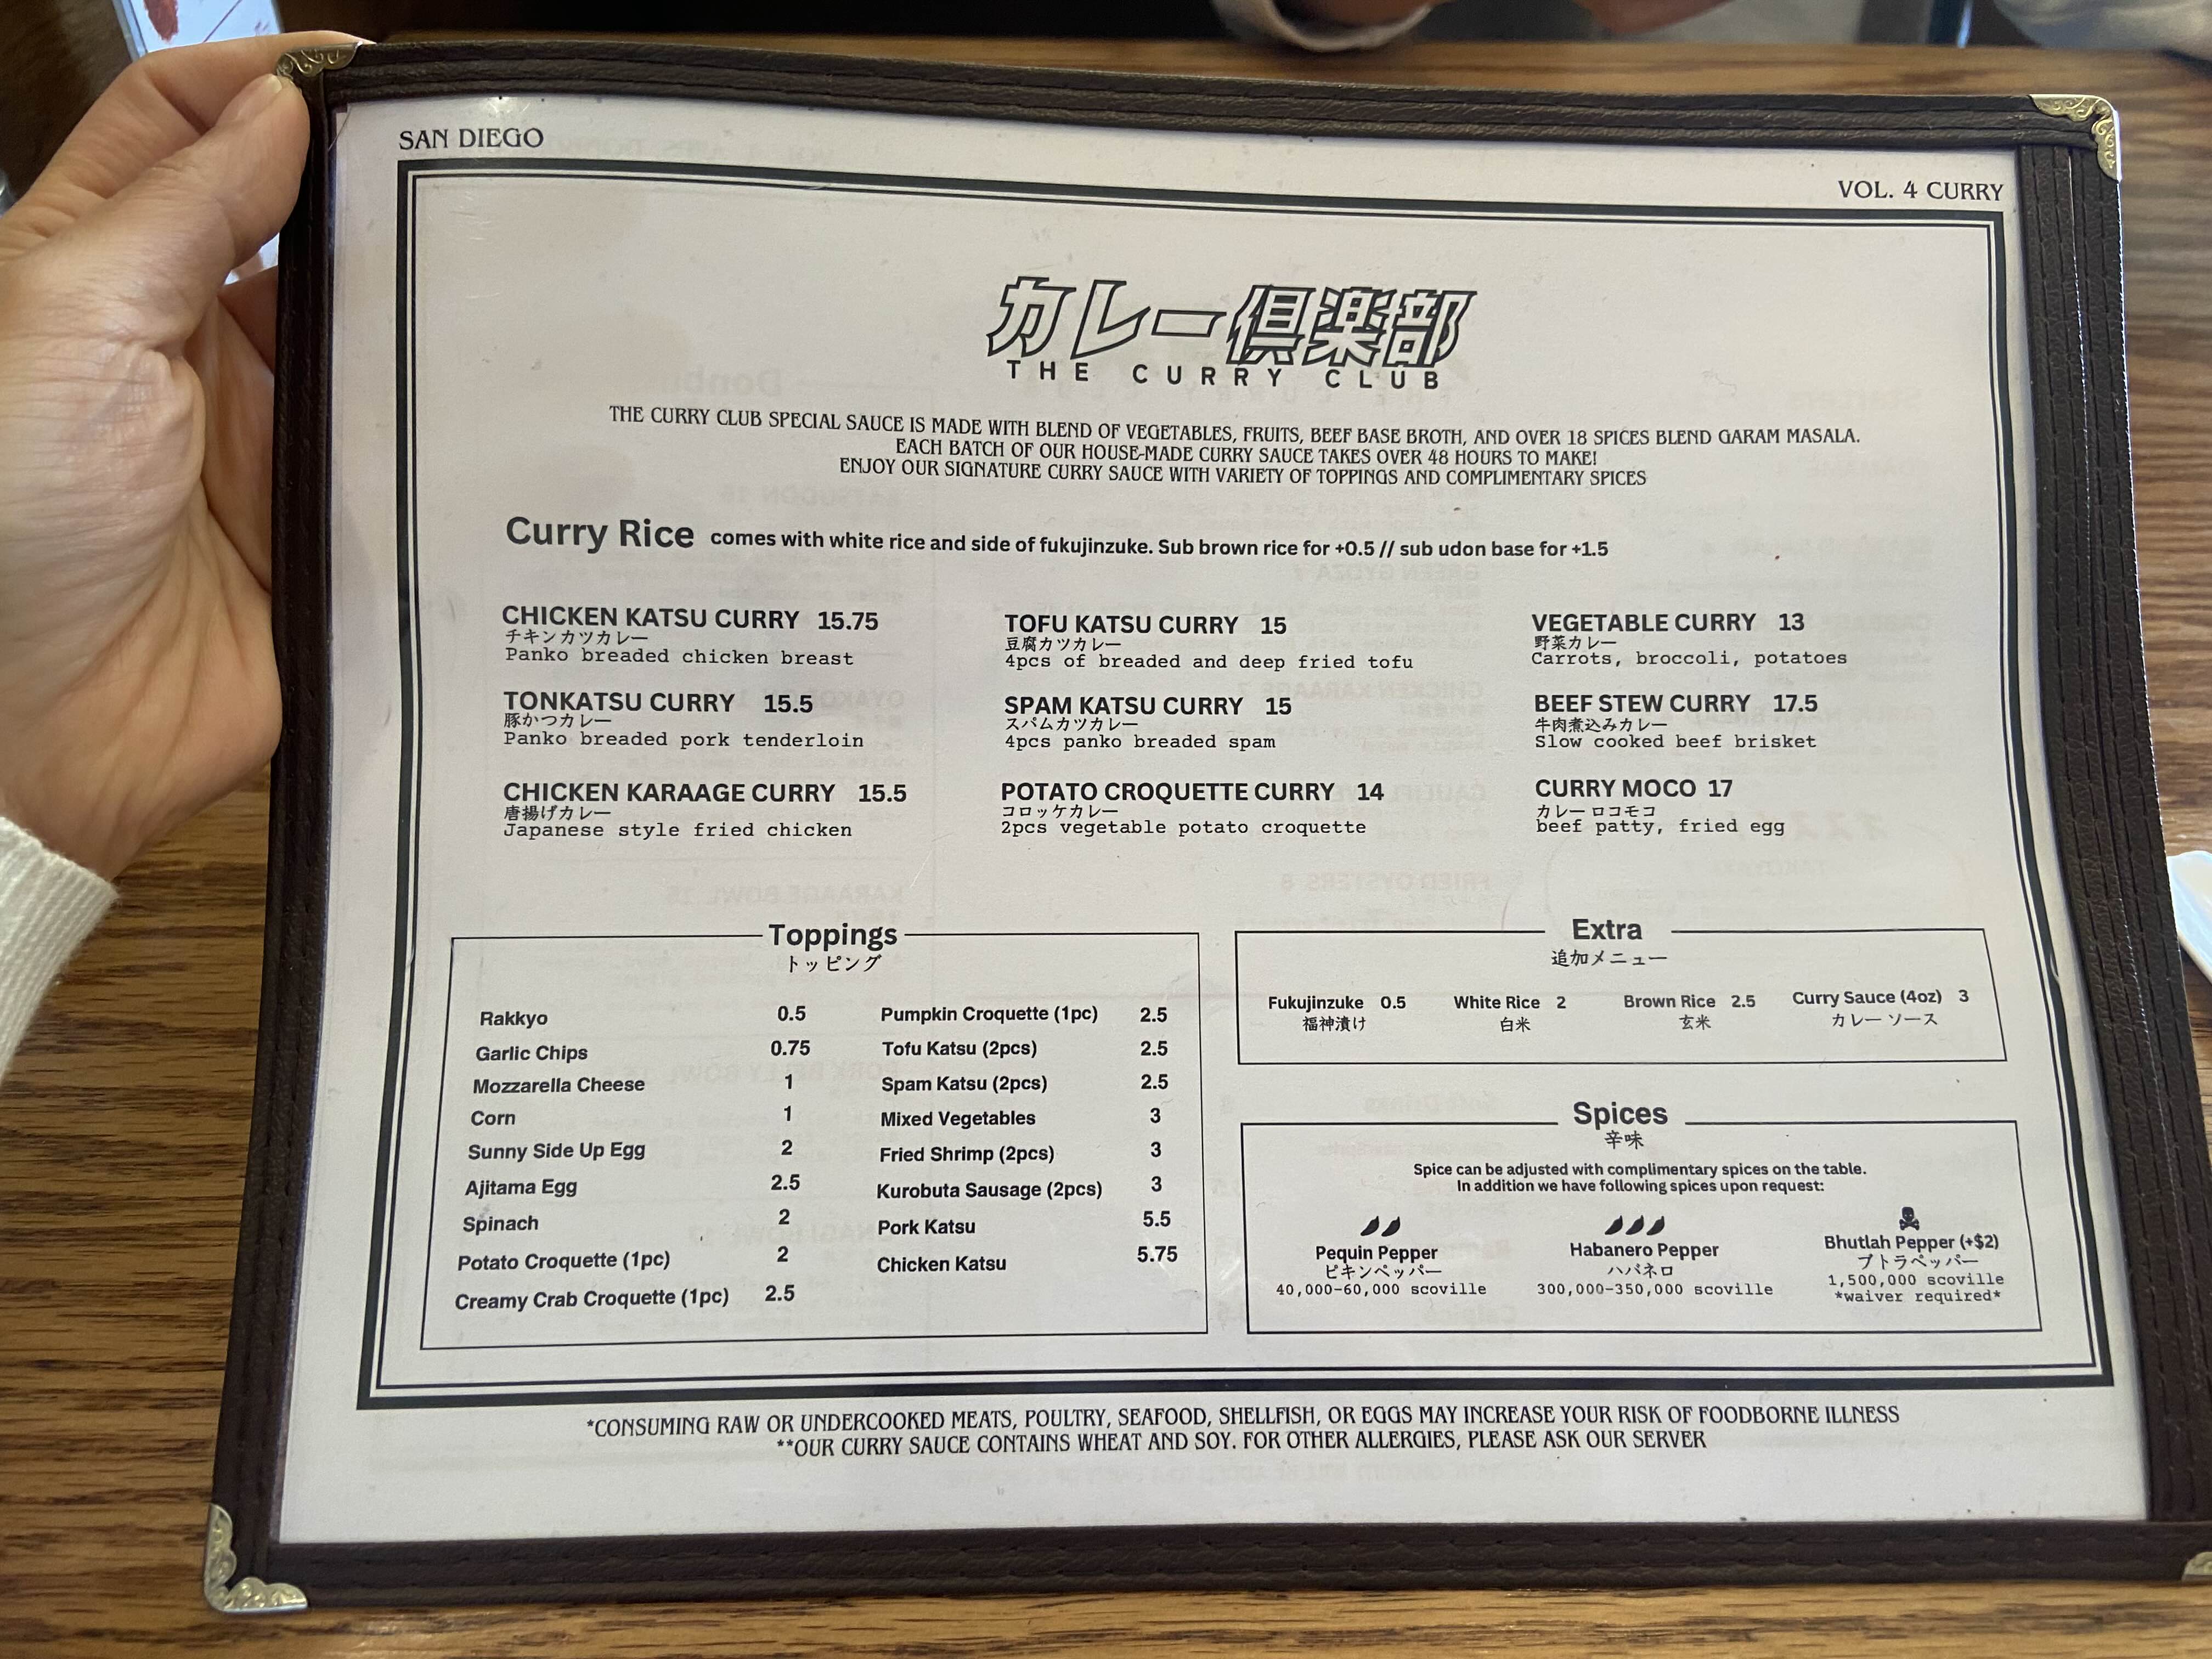 SAN DIEGO
VOL. 4 CURRY
カレー倶楽部
THE CURRY CLUB
THE CURRY CLUB SPECIAL SAUCE IS MADE WITH BLEND OF VEGETABLES, FRUITS, BEEF BASE BROTH, AND OVER 18 SPICES BLEND GARAM MASALA.
EACH BATCH OF OUR HOUSE-MADE CURRY SAUCE TAKES OVER 48 HOURS TO MAKE!
ENJOY OUR SIGNATURE CURRY SAUCE WITH VARIETY OF TOPPINGS AND COMPLIMENTARY SPICES
Curry Rice comes with white rice and side of fukujinzuke. Sub brown rice for +0.5 // sub udon base for +1.5
CHICKEN KATSU CURRY 15.75
チキンカツカレー
Panko breaded chicken breast
TONKATSU CURRY 15.5
豚かつカレー
Panko breaded pork tenderloin
CHICKEN KARAAGE CURRY 15.5
唐揚げカレー
Japanese style fried chicken
TOFU KATSU CURRY 15
豆腐カツカレー
4pcs of breaded and deep fried tofu
SPAM KATSU CURRY 15
スパムカツカレー
4pcs panko breaded spam
POTATO CROQUETTE CURRY 14
コロッケカレー
2pcs vegetable potato croquette
VEGETABLE CURRY 13
野菜カレー
Carrots, broccoli, potatoes
BEEF STEW CURRY 17.5
牛肉煮込みカレー
Slow cooked beef brisket
CURRY MOCO 17
カレー ロコモコ
beef patty, fried egg
Toppings
トッピング
Rakkyo 0.5
Garlic Chips 0.75
Mozzarella Cheese 1
Corn 1
Sunny Side Up Egg 2
Ajitama Egg 2.5
Spinach 2
Potato Croquette (1pc) 2
Creamy Crab Croquette (1pc) 2.5
Pumpkin Croquette (1pc) 2.5
Tofu Katsu (2pcs) 2.5
Spam Katsu (2pcs) 2.5
Mixed Vegetables 3
Fried Shrimp (2pcs) 3
Kurobuta Sausage (2pcs) 3
Pork Katsu 5.5
Chicken Katsu 5.75
Extra
追加メニュー
Fukujinzuke 0.5
福神漬け
White Rice 2
白米
Brown Rice 2.5
玄米
Curry Sauce (4oz) 3
カレー ソース
Spices
辛味
Spice can be adjusted with complimentary spices on the table.
In addition we have following spices upon request:
Pequin Pepper
ピキンペッパー
40,000-60,000 scoville
Habanero Pepper
ハバネロ
300,000-350,000 scoville
Bhutlah Pepper (+$2)
ブトラペッパー
1,500,000 scoville
*waiver required*
*CONSUMING RAW OR UNDERCOOKED MEATS, POULTRY, SEAFOOD, SHELLFISH, OR EGGS MAY INCREASE YOUR RISK OF FOODBORNE ILLNESS
**OUR CURRY SAUCE CONTAINS WHEAT AND SOY. FOR OTHER ALLERGIES, PLEASE ASK OUR SERVER